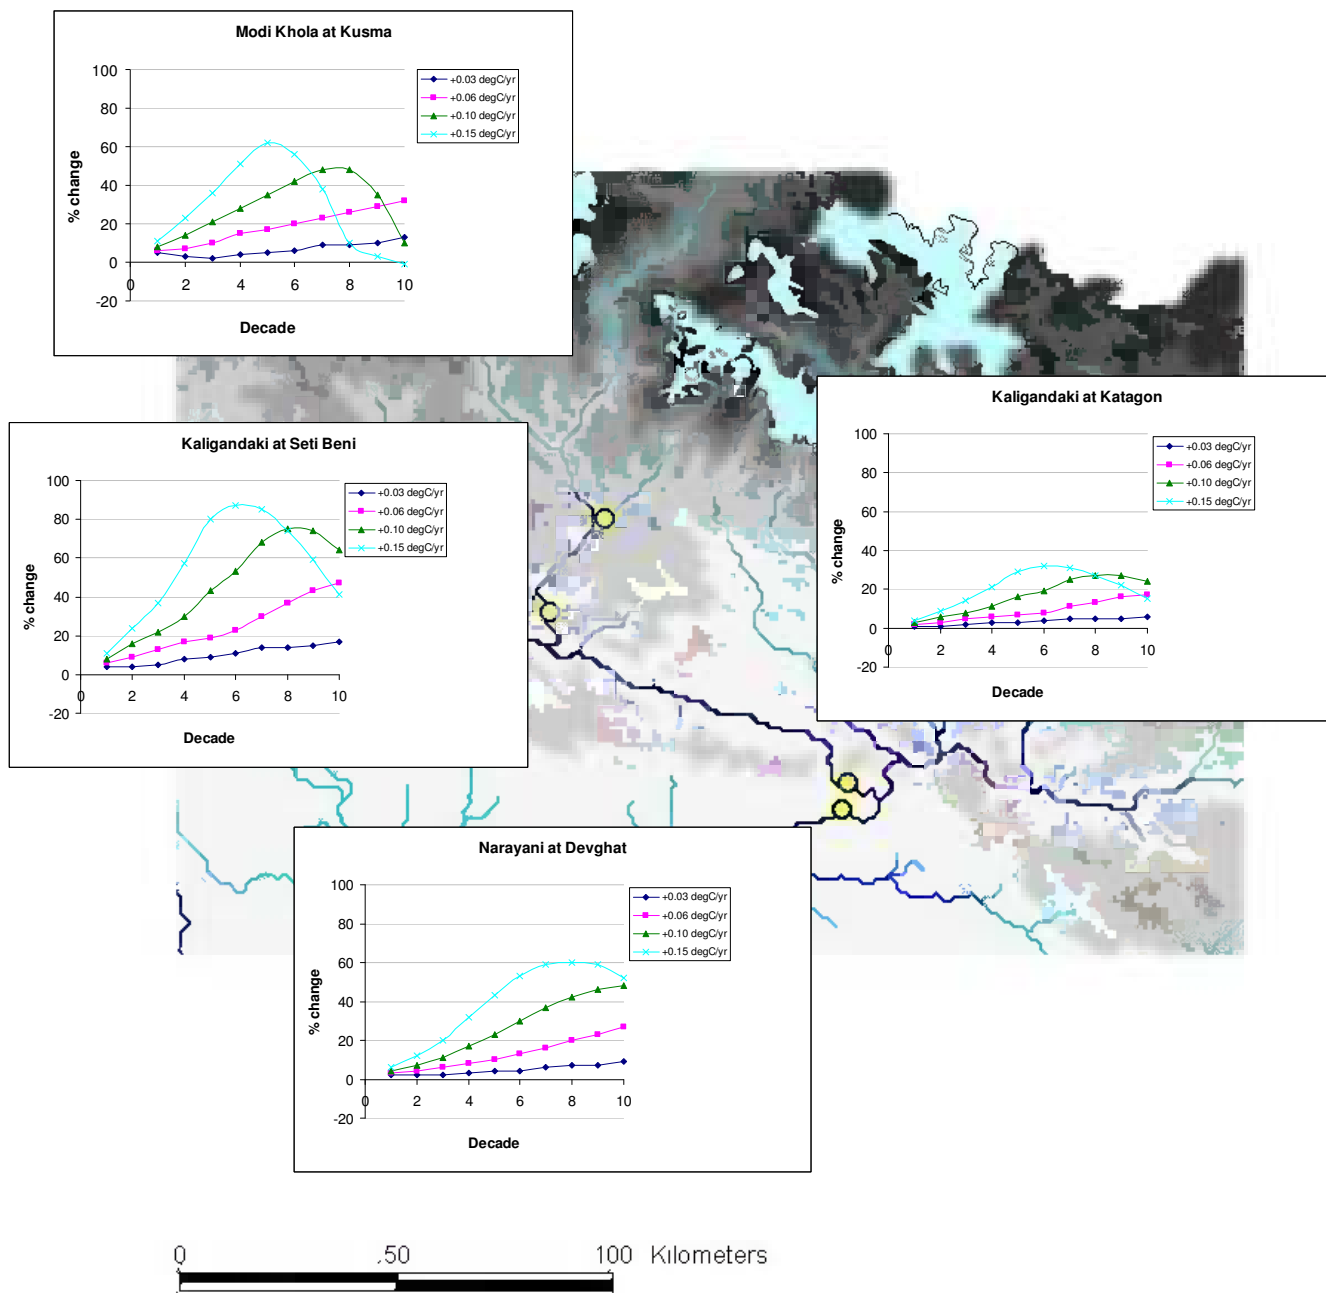 Modi Khola at Kusma
100
80
60
40
20
0
-20
0 2 4 6 8 10
% change
Decade
+0.03 degC/yr
+0.06 degC/yr
+0.10 degC/yr
+0.15 degC/yr
Kaligandaki at Katagon
100
80
60
40
20
0
-20
0 2 4 6 8 10
% change
Decade
+0.03 degC/yr
+0.06 degC/yr
+0.10 degC/yr
+0.15 degC/yr
Kaligandaki at Seti Beni
100
80
60
40
20
0
-20
0 2 4 6 8 10
% change
Decade
+0.03 degC/yr
+0.06 degC/yr
+0.10 degC/yr
+0.15 degC/yr
Narayani at Devghat
100
80
60
40
20
0
-20
0 2 4 6 8 10
% change
Decade
+0.03 degC/yr
+0.06 degC/yr
+0.10 degC/yr
+0.15 degC/yr
0 50 100 Kilometers